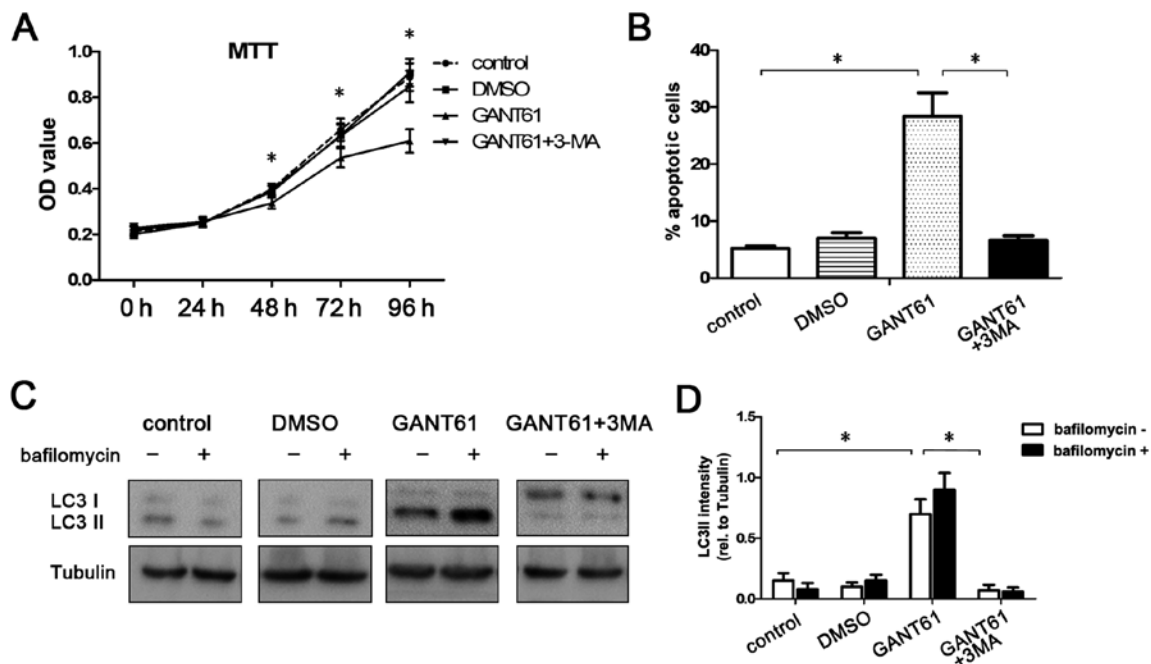 A
MTT
OD value
1.0
0.8
0.6
0.4
0.2
0.0
0 h 24 h 48 h 72 h 96 h
* * *
control
DMSO
GANT61
GANT61+3-MA
B
% apoptotic cells
40
30
20
10
0
* *
control DMSO GANT61 GANT61
+3MA
C
control DMSO GANT61 GANT61+3MA
bafilomycin − + − + − + − +
LC3 I
LC3 II
Tubulin
D
LC3II intensity
(rel. to Tubulin)
1.5
1.0
0.5
0.0
* *
bafilomycin -
bafilomycin +
control DMSO GANT61 GANT61
+3MA